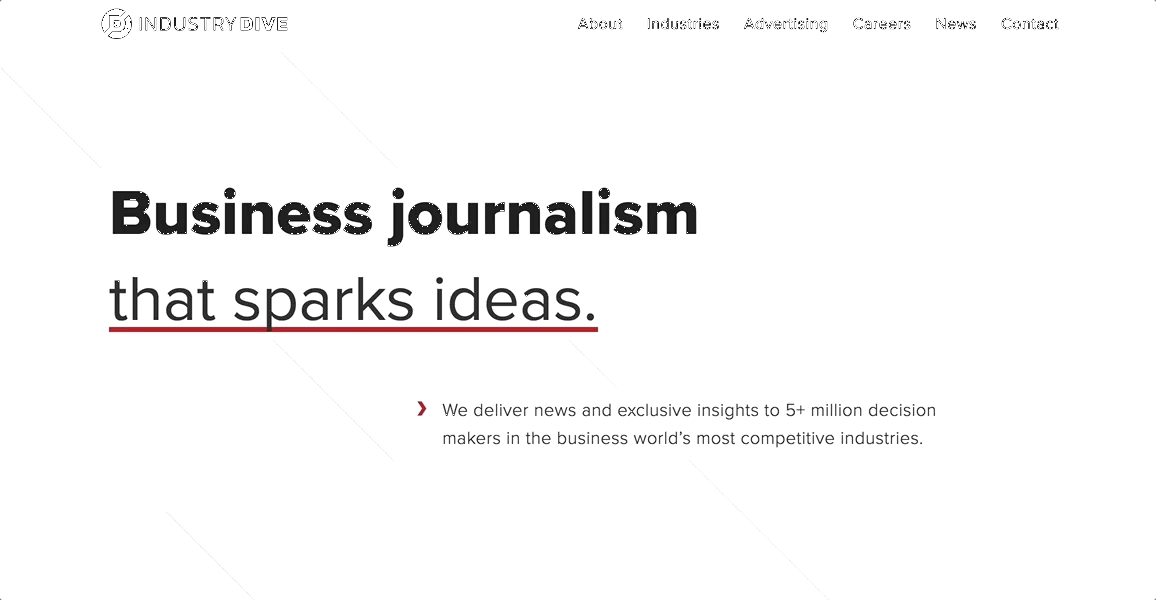 INDUSTRY DIVE
About Industries Advertising Careers News Contact
Business journalism
that sparks ideas.
We deliver news and exclusive insights to 5+ million decision
makers in the business world’s most competitive industries.